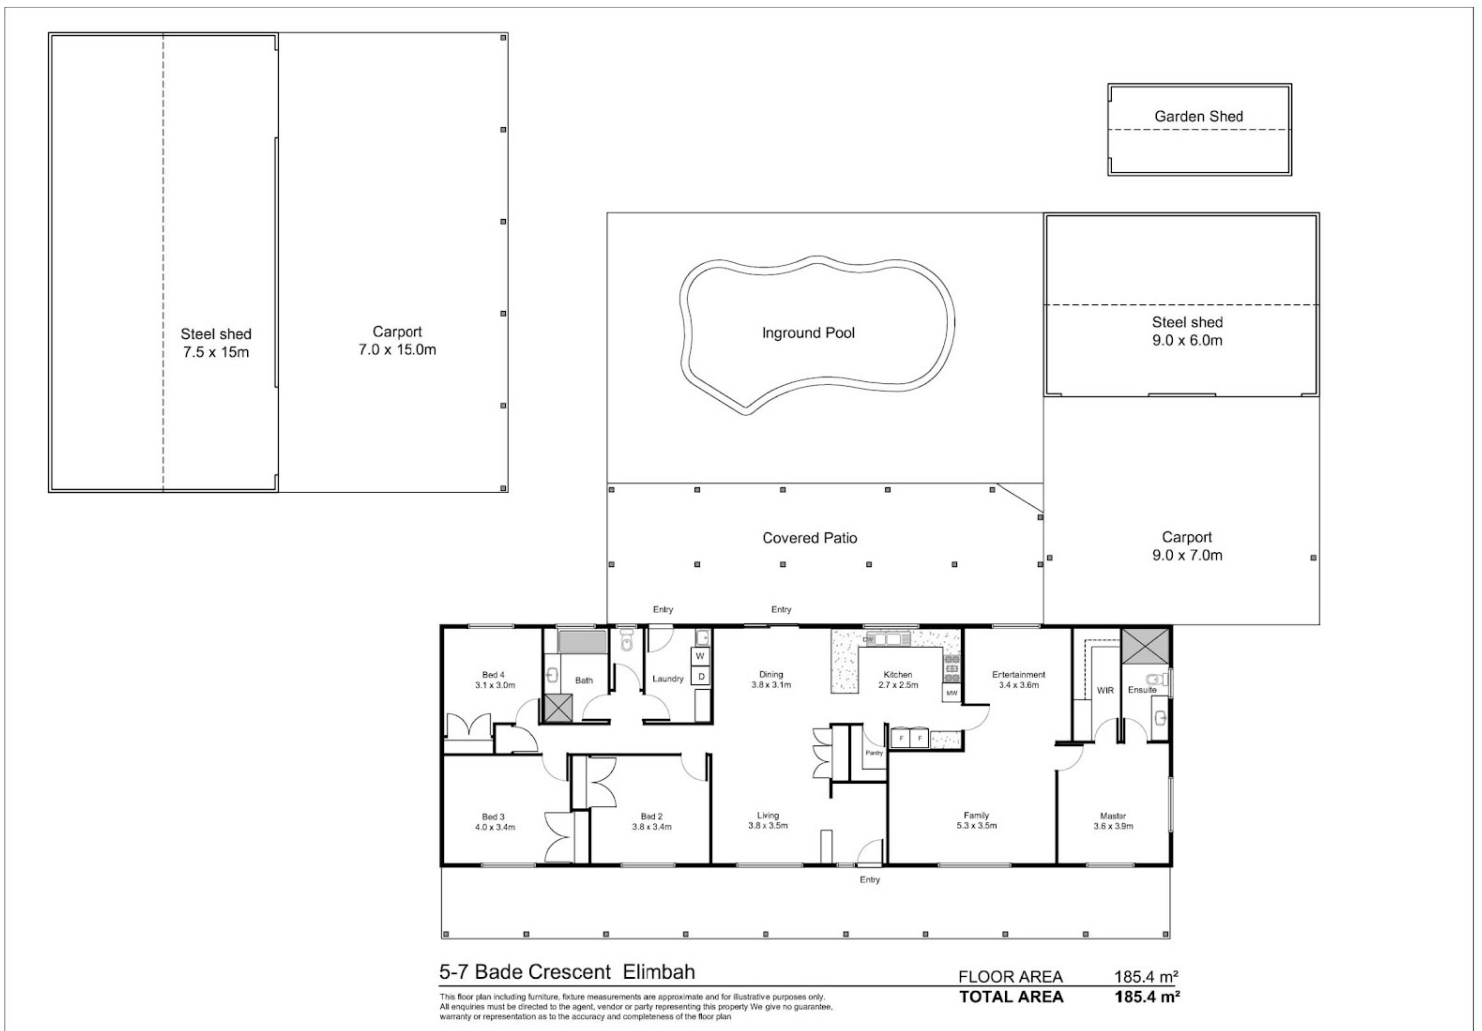 Garden Shed
Steel shed
7.5 x 15m
Carport
7.0 x 15.0m
Inground Pool
Steel shed
9.0 x 6.0m
Covered Patio
Carport
9.0 x 7.0m
Entry
Entry
Bed 4
3.1 x 3.0m
Bath
Laundry
W
D
Dining
3.8 x 3.1m
DW
Kitchen
2.7 x 2.5m
MW
Entertainment
3.4 x 3.6m
WIR
Ensuite
F
F
Pantry
Bed 3
4.0 x 3.4m
Bed 2
3.8 x 3.4m
Living
3.8 x 3.5m
Family
5.3 x 3.5m
Master
3.6 x 3.9m
Entry
5-7 Bade Crescent Elimbah
FLOOR AREA 185.4 m²
TOTAL AREA 185.4 m²
This floor plan including furniture, fixture measurements are approximate and for illustrative purposes only.
All enquiries must be directed to the agent, vendor or party representing this property We give no guarantee,
warranty or representation as to the accuracy and completeness of the floor plan